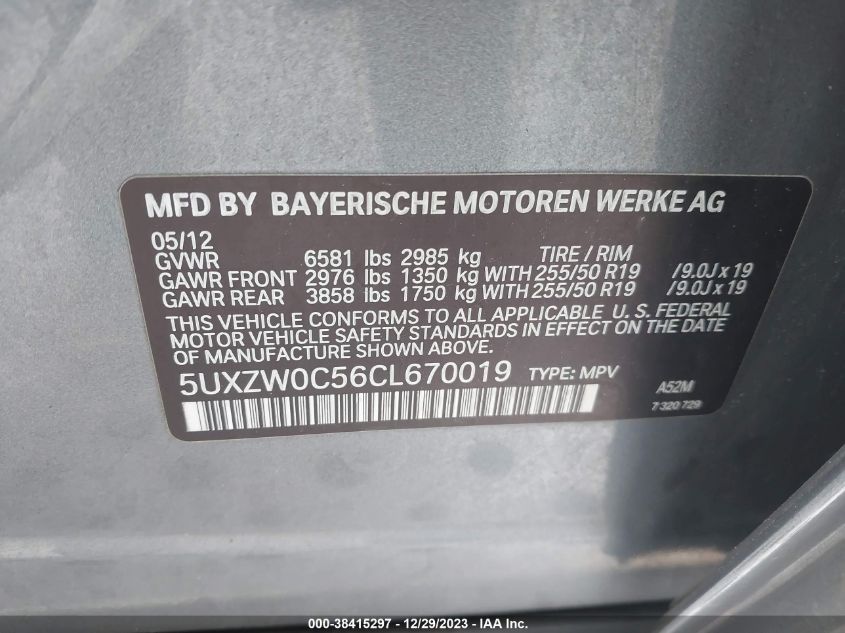 MFD BY BAYERISCHE MOTOREN WERKE AG
05/12
GVWR 6581 lbs 2985 kg TIRE / RIM
GAWR FRONT 2976 lbs 1350 kg WITH 255/50 R19 /9.0J x 19
GAWR REAR 3858 lbs 1750 kg WITH 255/50 R19 /9.0J x 19
THIS VEHICLE CONFORMS TO ALL APPLICABLE U. S. FEDERAL
MOTOR VEHICLE SAFETY STANDARDS IN EFFECT ON THE DATE
OF MANUFACTURE SHOWN ABOVE.
5UXZW0C56CL670019 TYPE: MPV A52M
7 320 729
000-38415297 - 12/29/2023 - IAA Inc.